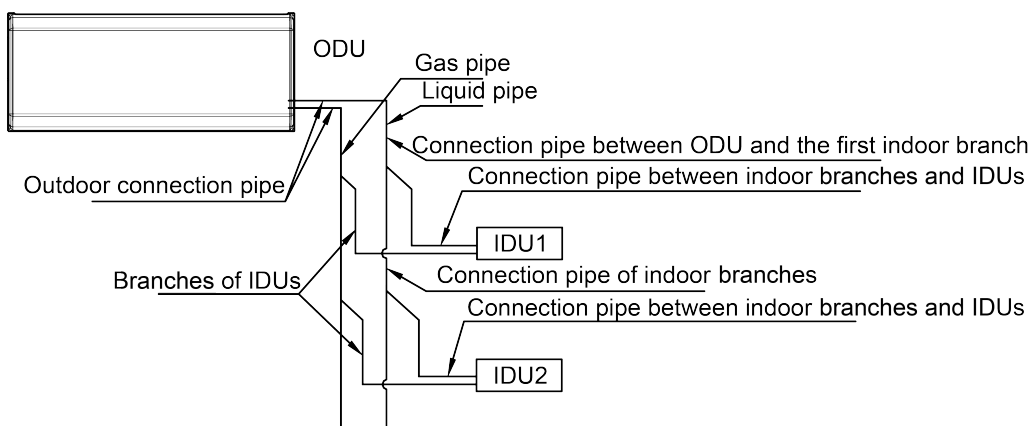 ODU
Gas pipe
Liquid pipe
Connection pipe between ODU and the first indoor branch
Connection pipe between indoor branches and IDUs
Outdoor connection pipe
IDU1
Branches of IDUs
Connection pipe of indoor branches
Connection pipe between indoor branches and IDUs
IDU2